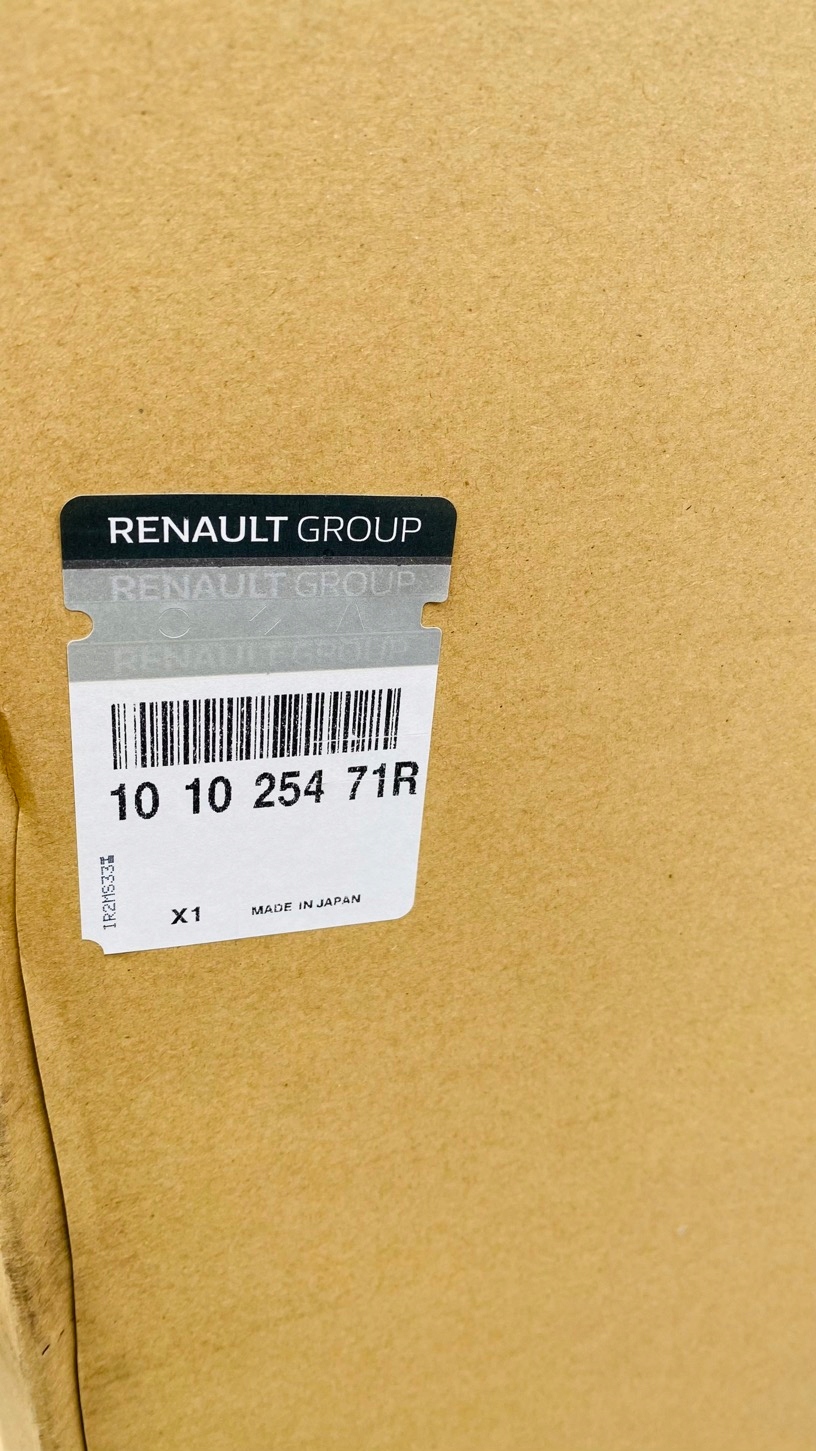 RENAULT GROUP
RENAULT GROUP
RENAULT GROUP
10 10 254 71R
X1
MADE IN JAPAN